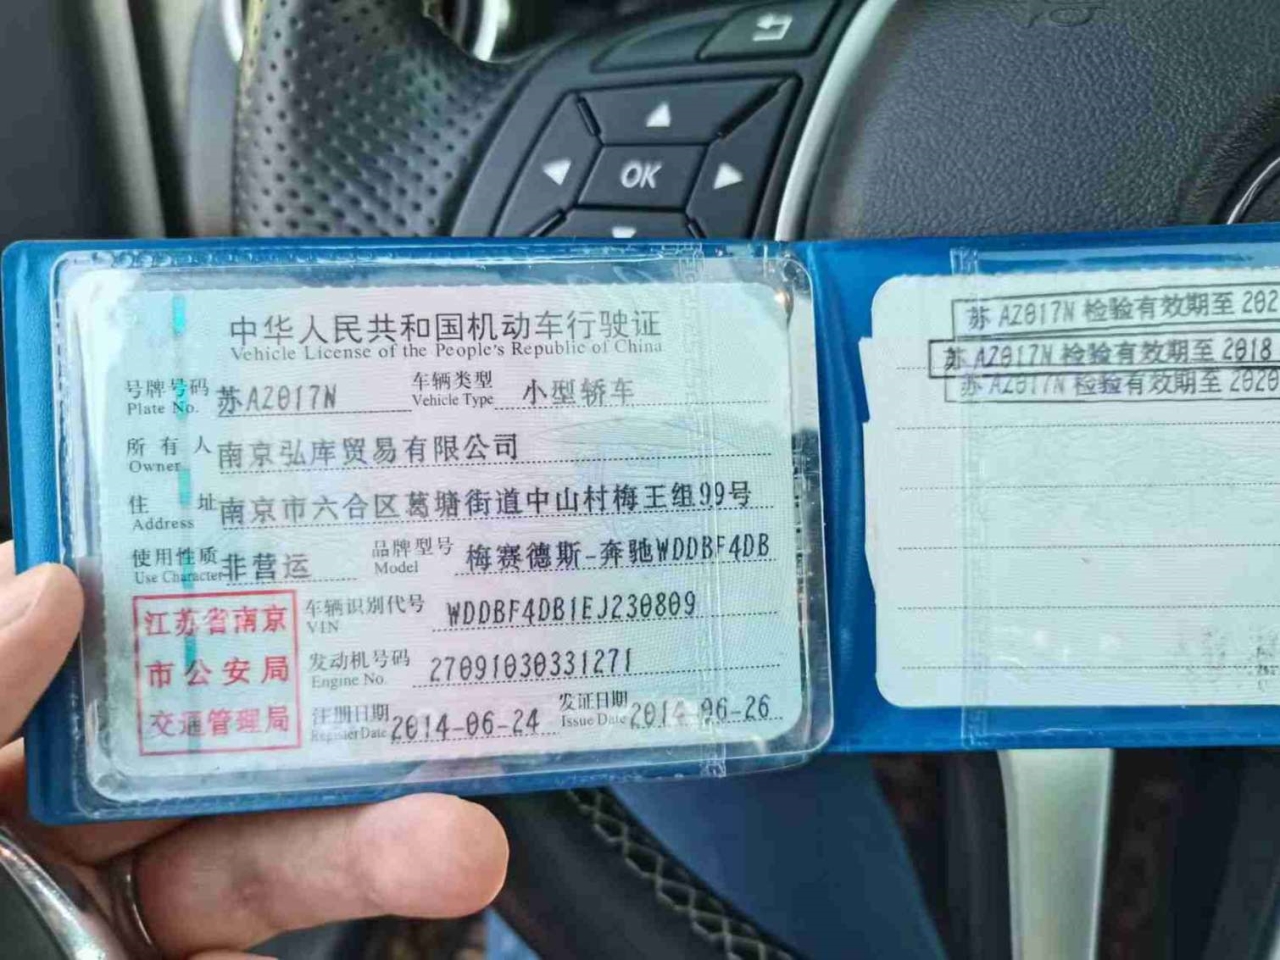 OK
中华人民共和国机动车行驶证
Vehicle License of the People's Republic of China
号牌号码 苏AZ017N 车辆类型 小型轿车
Plate No. Vehicle Type
所有人 南京弘库贸易有限公司
Owner
住址 南京市六合区葛塘街道中山村梅王组99号
Address
使用性质 非营运 品牌型号 梅赛德斯-奔驰WDDBF4DB
Use Character Model
江苏省南京
市公安局
交通管理局
车辆识别代号 WDDBF4DB1EJ230809
VIN
发动机号码 27091030331271
Engine No.
注册日期 2014-06-24 发证日期 2014-06-26
Register Date Issue Date
苏AZ017N 检验有效期至 202
苏AZ017N 检验有效期至 2018
苏AZ017N 检验有效期至 2020